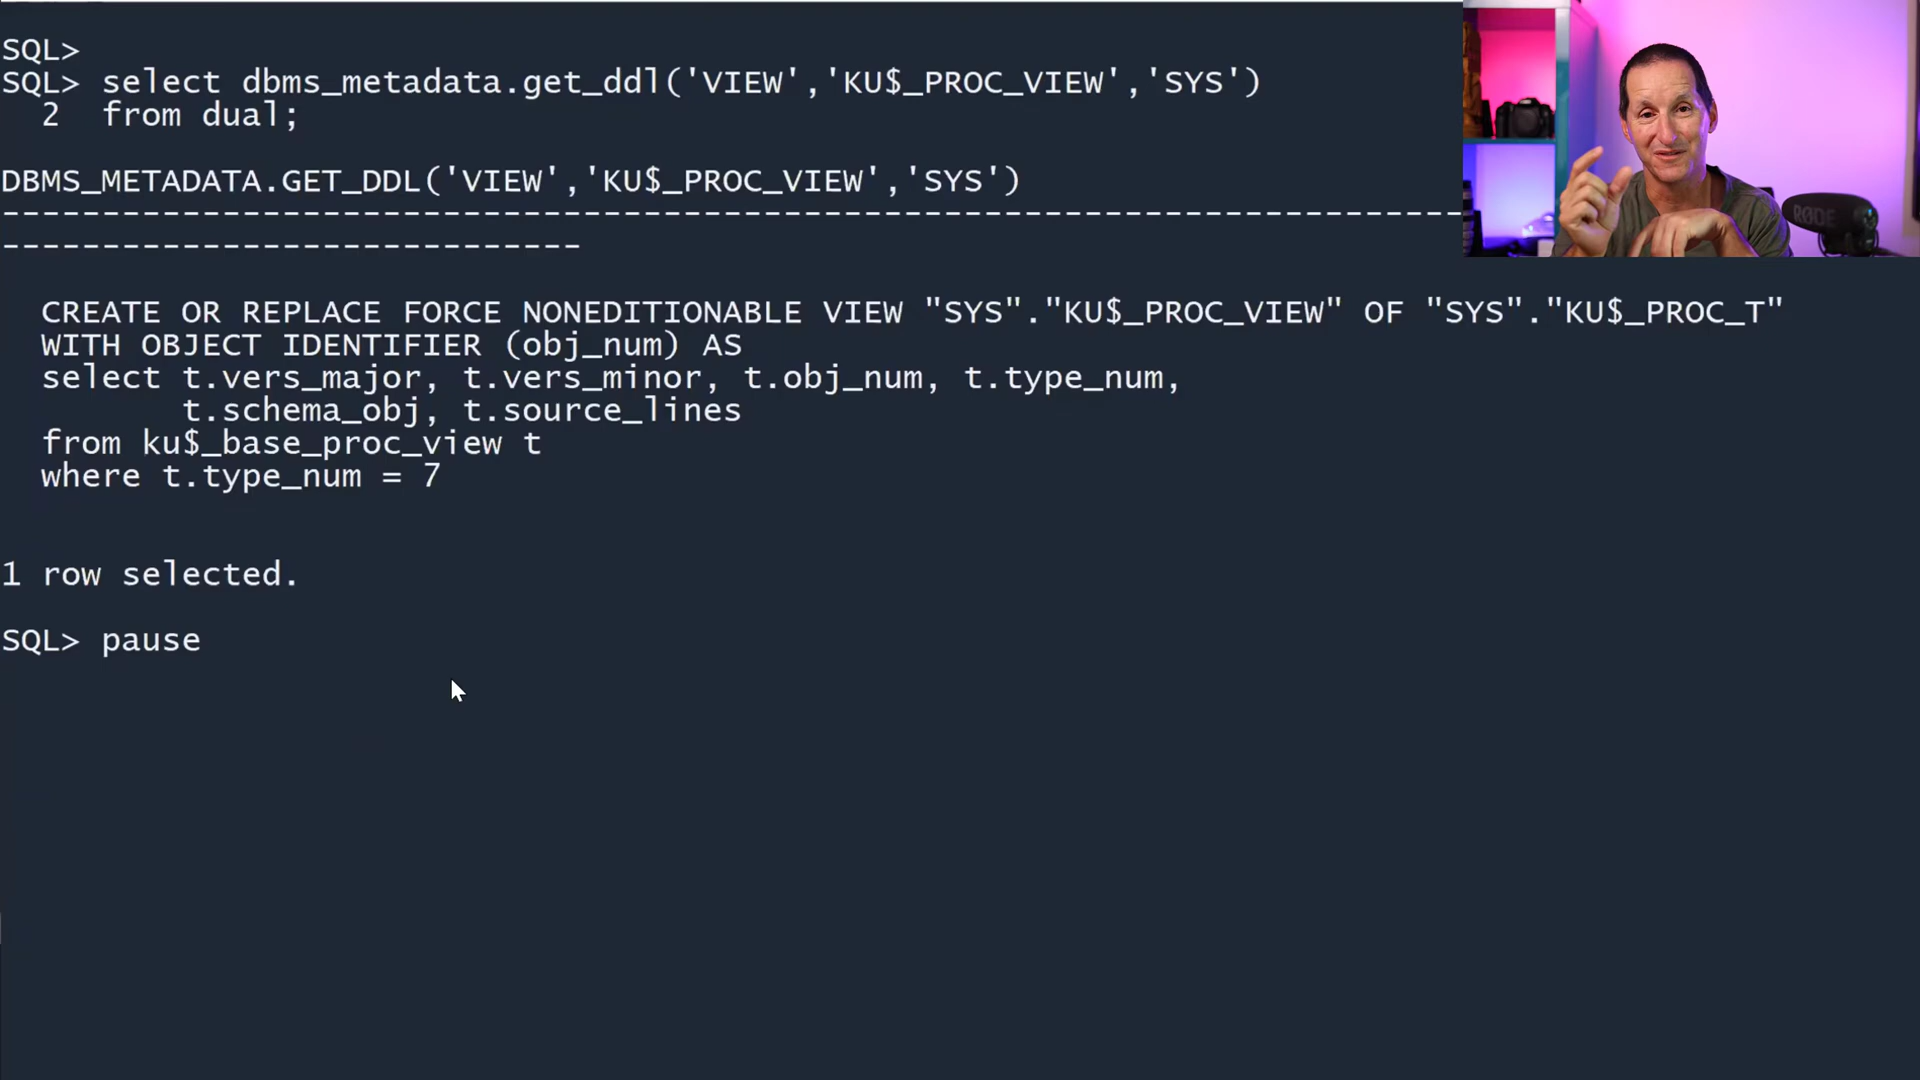 SQL>
SQL> select dbms_metadata.get_ddl('VIEW','KU$_PROC_VIEW','SYS')
  2  from dual;
DBMS_METADATA.GET_DDL('VIEW','KU$_PROC_VIEW','SYS')
-------------------------------------------------------------------------
-----------------------------
  CREATE OR REPLACE FORCE NONEDITIONABLE VIEW "SYS"."KU$_PROC_VIEW" OF "SYS"."KU$_PROC_T"
  WITH OBJECT IDENTIFIER (obj_num) AS
  select t.vers_major, t.vers_minor, t.obj_num, t.type_num,
         t.schema_obj, t.source_lines
  from ku$_base_proc_view t
  where t.type_num = 7
1 row selected.
SQL> pause
RØDE